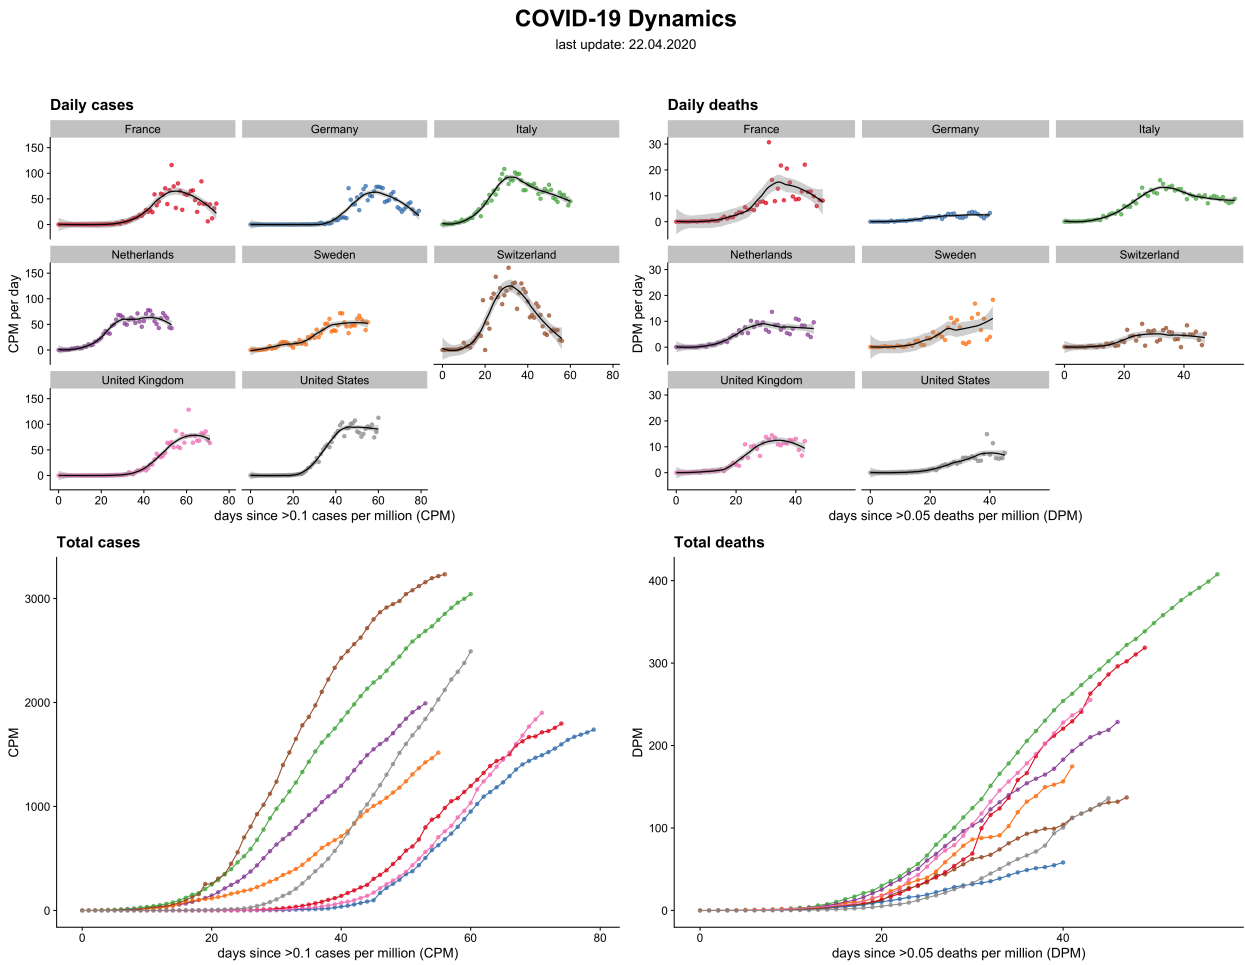 COVID-19 Dynamics
last update: 22.04.2020
Daily cases
France Germany Italy
150
100
50
0
Netherlands Sweden Switzerland
150
100
50
0
CPM per day
0 20 40 60 80
United Kingdom United States
150
100
50
0
0 20 40 60 80 0 20 40 60 80
days since >0.1 cases per million (CPM)
Daily deaths
France Germany Italy
30
20
10
0
Netherlands Sweden Switzerland
30
20
10
0
DPM per day
0 20 40
United Kingdom United States
30
20
10
0
0 20 40 0 20 40
days since >0.05 deaths per million (DPM)
Total cases
3000
2000
1000
0
CPM
0 20 40 60 80
days since >0.1 cases per million (CPM)
Total deaths
400
300
200
100
0
DPM
0 20 40
days since >0.05 deaths per million (DPM)